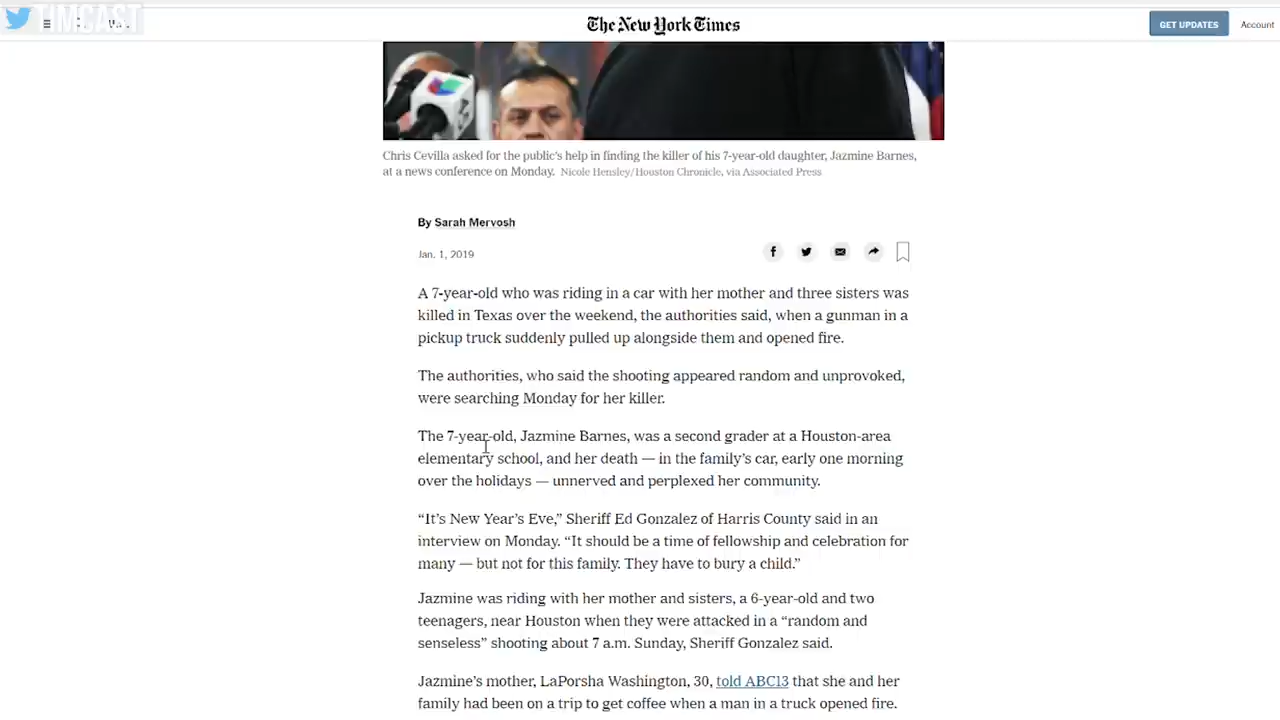 TIMCAST
The New York Times
GET UPDATES
Account
Chris Cevilla asked for the public's help in finding the killer of his 7-year-old daughter, Jazmine Barnes,
at a news conference on Monday. Nicole Hensley/Houston Chronicle, via Associated Press
By Sarah Mervosh
Jan. 1, 2019
A 7-year-old who was riding in a car with her mother and three sisters was
killed in Texas over the weekend, the authorities said, when a gunman in a
pickup truck suddenly pulled up alongside them and opened fire.
The authorities, who said the shooting appeared random and unprovoked,
were searching Monday for her killer.
The 7-year-old, Jazmine Barnes, was a second grader at a Houston-area
elementary school, and her death — in the family's car, early one morning
over the holidays — unnerved and perplexed her community.
“It's New Year's Eve,” Sheriff Ed Gonzalez of Harris County said in an
interview on Monday. “It should be a time of fellowship and celebration for
many — but not for this family. They have to bury a child.”
Jazmine was riding with her mother and sisters, a 6-year-old and two
teenagers, near Houston when they were attacked in a “random and
senseless” shooting about 7 a.m. Sunday, Sheriff Gonzalez said.
Jazmine's mother, LaPorsha Washington, 30, told ABC13 that she and her
family had been on a trip to get coffee when a man in a truck opened fire.